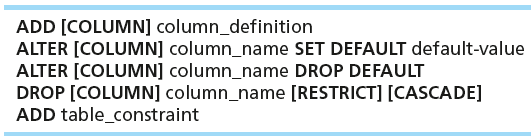 ADD [COLUMN] column_definition
ALTER [COLUMN] column_name SET DEFAULT default-value
ALTER [COLUMN] column_name DROP DEFAULT
DROP [COLUMN] column_name [RESTRICT] [CASCADE]
ADD table_constraint